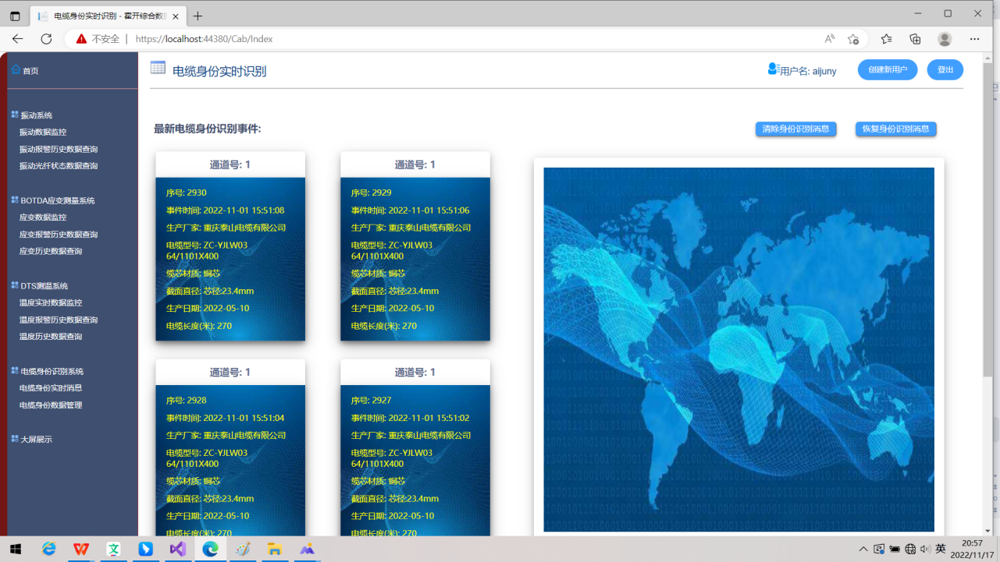 电缆身份实时识别 - 霍开综合数据
不安全 | https://localhost:44380/Cab/Index
首页
振动系统
振动数据监控
振动报警历史数据查询
振动光纤状态数据查询
BOTDA应变测量系统
应变数据监控
应变报警历史数据查询
应变历史数据查询
DTS测温系统
温度实时数据监控
温度报警历史数据查询
温度历史数据查询
电缆身份识别系统
电缆身份实时消息
电缆身份数据管理
大屏展示
电缆身份实时识别
用户名: aijuny
创建新用户
登出
最新电缆身份识别事件:
清除身份识别消息
恢复身份识别消息
通道号: 1
序号: 2930
事件时间: 2022-11-01 15:51:08
生产厂家: 重庆泰山电缆有限公司
电缆型号: ZC-YJLW03
64/1101X400
缆芯材质: 铜芯
截面直径: 芯径:23.4mm
生产日期: 2022-05-10
电缆长度(米): 270
通道号: 1
序号: 2929
事件时间: 2022-11-01 15:51:06
生产厂家: 重庆泰山电缆有限公司
电缆型号: ZC-YJLW03
64/1101X400
缆芯材质: 铜芯
截面直径: 芯径:23.4mm
生产日期: 2022-05-10
电缆长度(米): 270
通道号: 1
序号: 2928
事件时间: 2022-11-01 15:51:04
生产厂家: 重庆泰山电缆有限公司
电缆型号: ZC-YJLW03
64/1101X400
缆芯材质: 铜芯
截面直径: 芯径:23.4mm
生产日期: 2022-05-10
电缆长度(米): 270
通道号: 1
序号: 2927
事件时间: 2022-11-01 15:51:02
生产厂家: 重庆泰山电缆有限公司
电缆型号: ZC-YJLW03
64/1101X400
缆芯材质: 铜芯
截面直径: 芯径:23.4mm
生产日期: 2022-05-10
电缆长度(米): 270
英
20:57
2022/11/17